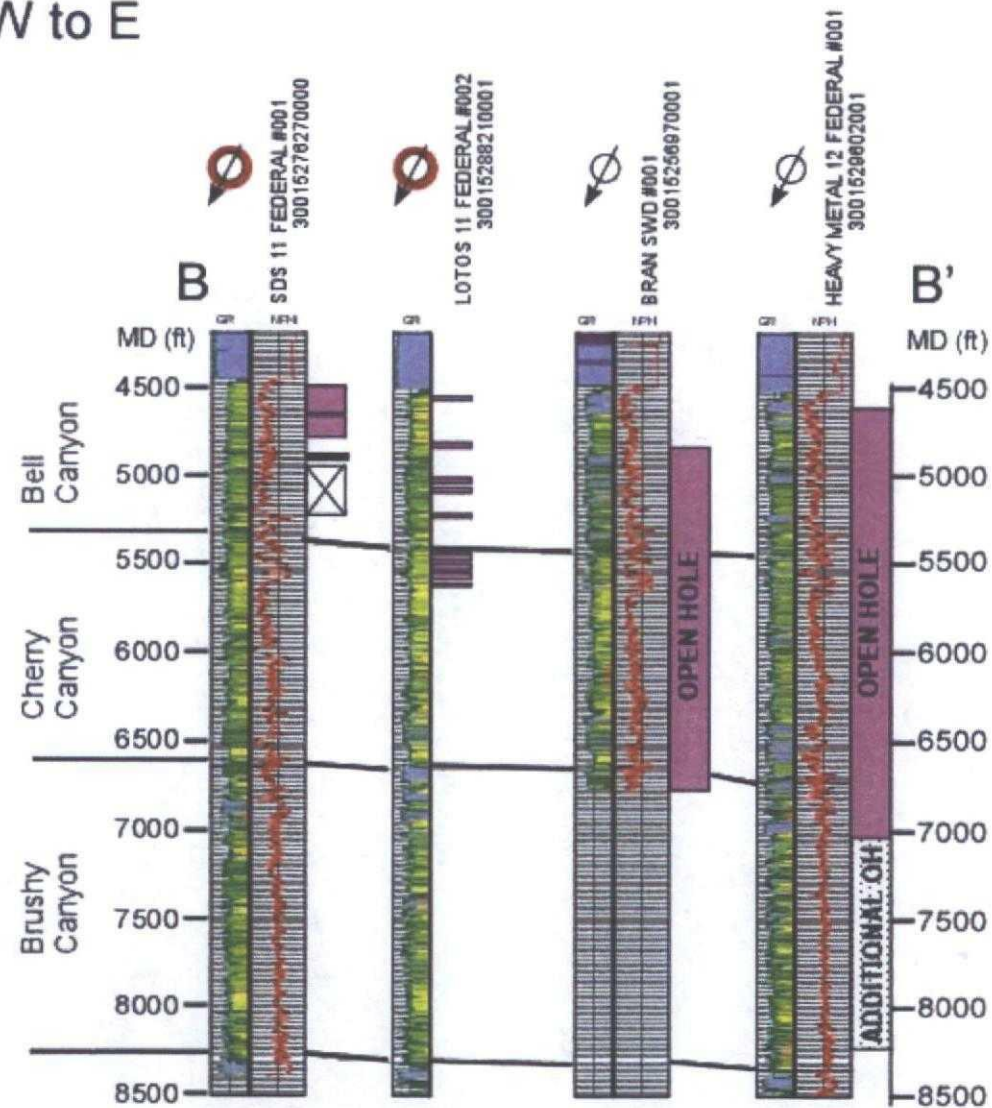 W to E
SDS 11 FEDERAL #001
30015276270000
LOTOS 11 FEDERAL #002
30015288210001
BRAN SWD #001
30015256970001
HEAVY METAL 12 FEDERAL #001
30015296020001
B
B'
GR
NPHI
GR
GR
NPHI
GR
NPHI
MD (ft)
MD (ft)
4500
5000
5500
6000
6500
7000
7500
8000
8500
Bell
Canyon
Cherry
Canyon
Brushy
Canyon
OPEN HOLE
OPEN HOLE
ADDITIONAL OH
4500
5000
5500
6000
6500
7000
7500
8000
8500